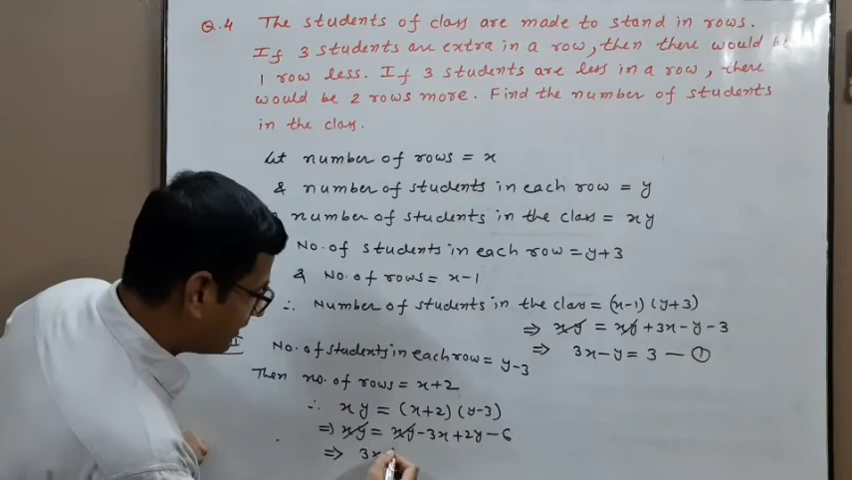 Q.4 The students of class are made to stand in rows.
If 3 students are extra in a row, then there would be
1 row less. If 3 students are less in a row, there
would be 2 rows more. Find the number of students
in the class.
Let number of rows = x
& number of students in each row = y
number of students in the class = xy
No. of students in each row = y+3
& No. of rows = x-1
∴ Number of students in the class = (x-1) (y+3)
⇒ xy = xy + 3x - y - 3
⇒ 3x - y = 3 — ①
II
No. of students in each row = y-3
Then no. of rows = x+2
∴ xy = (x+2) (y-3)
⇒ xy = xy - 3x + 2y - 6
⇒ 3x